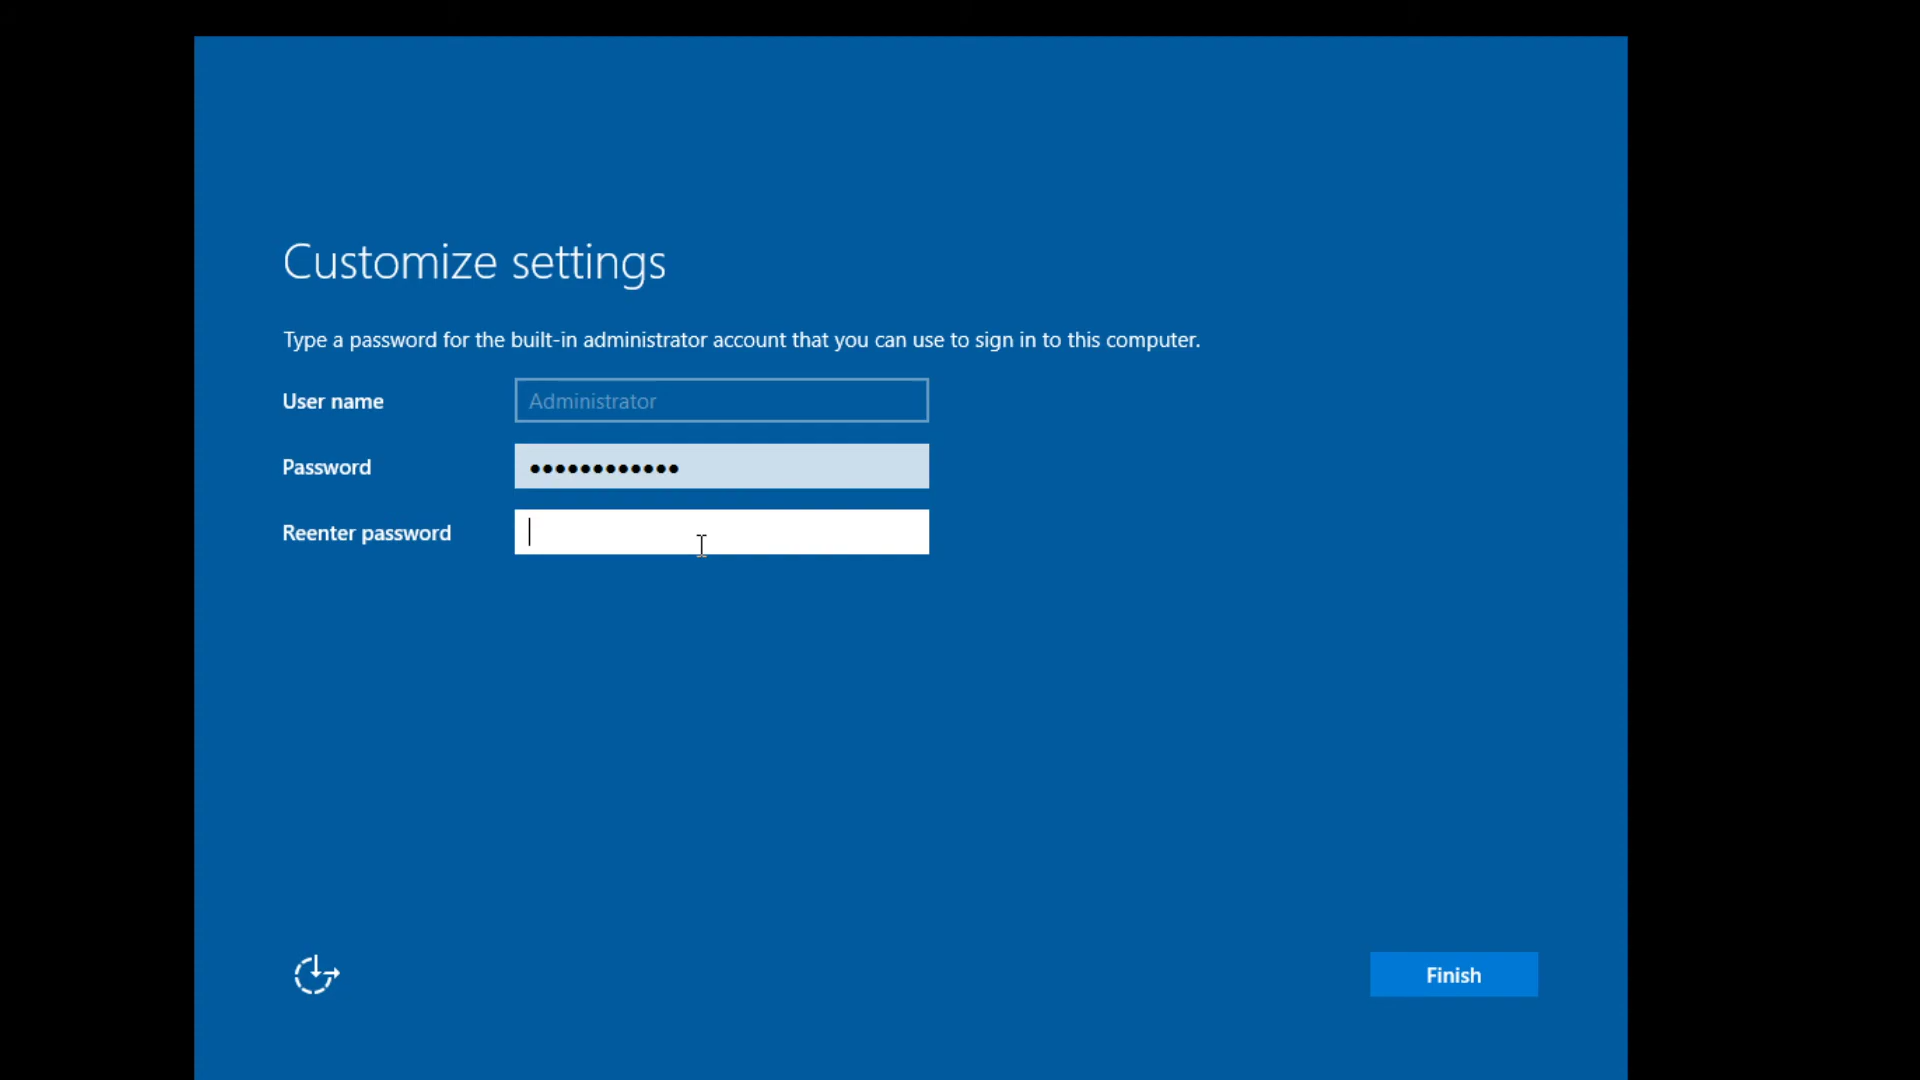 Customize settings
Type a password for the built-in administrator account that you can use to sign in to this computer.
User name
Administrator
Password
••••••••••••
Reenter password
Finish